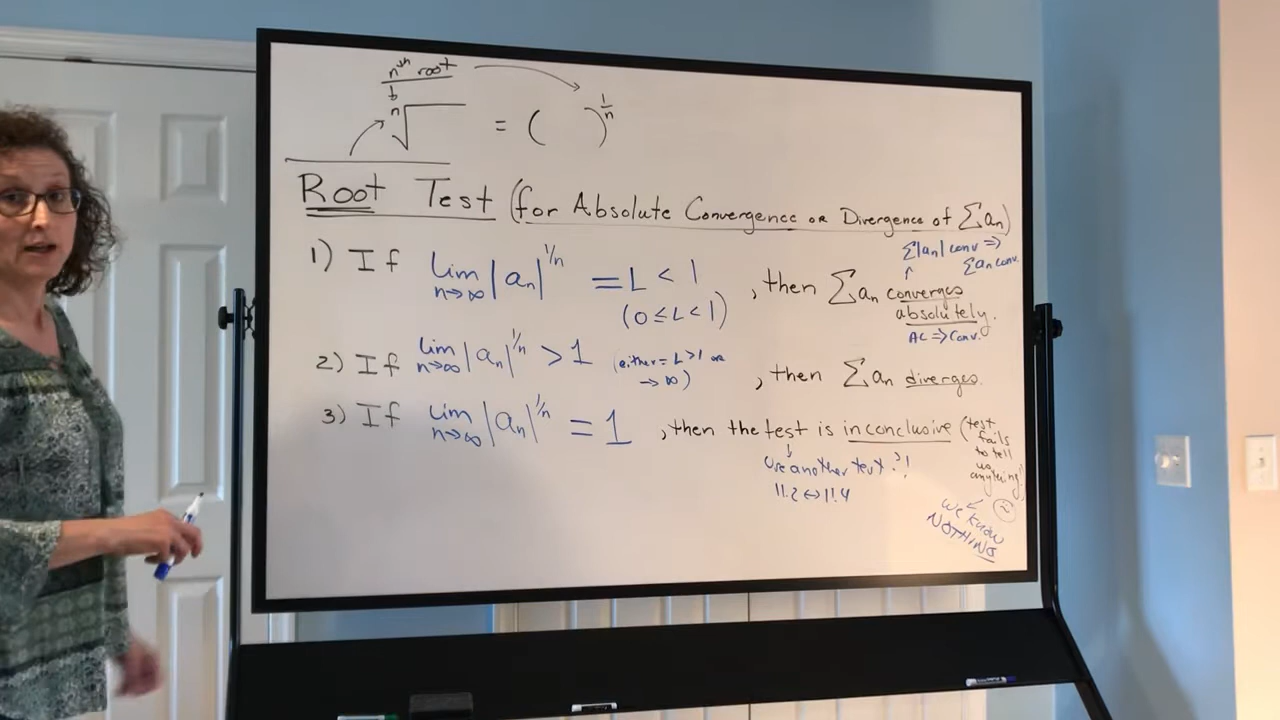 nth root
n√ = ( )^1/n
Root Test (for Absolute Convergence or Divergence of Σan)
1) If lim n→∞ |an|^1/n = L < 1 , then Σan converges absolutely.
(0 ≤ L < 1)
Σ|an| conv ⇒
Σan conv.
AC ⇒ Conv.
2) If lim n→∞ |an|^1/n > 1 (either = L > 1 or → ∞) , then Σan diverges.
3) If lim n→∞ |an|^1/n = 1 , then the test is inconclusive (test fails to tell us anything!)
Use another test?!
11.2 ↔ 11.4
we know
NOTHING